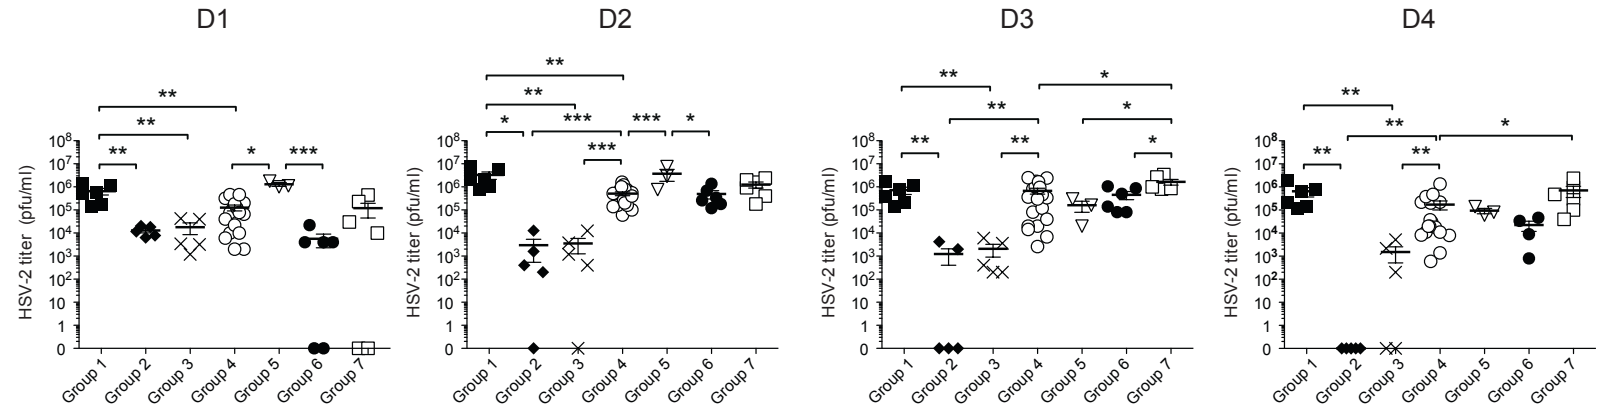 D1
D2
D3
D4
** ** ** * ***
** ** * *** *** *** *
** ** ** ** * * *
** ** ** ** *
HSV-2 titer (pfu/ml)
10⁸
10⁷
10⁶
10⁵
10⁴
10³
10²
10
1
0
Group 1
Group 2
Group 3
Group 4
Group 5
Group 6
Group 7
HSV-2 titer (pfu/ml)
10⁸
10⁷
10⁶
10⁵
10⁴
10³
10²
10
1
0
Group 1
Group 2
Group 3
Group 4
Group 5
Group 6
Group 7
HSV-2 titer (pfu/ml)
10⁸
10⁷
10⁶
10⁵
10⁴
10³
10²
10
1
0
Group 1
Group 2
Group 3
Group 4
Group 5
Group 6
Group 7
HSV-2 titer (pfu/ml)
10⁸
10⁷
10⁶
10⁵
10⁴
10³
10²
10
1
0
Group 1
Group 2
Group 3
Group 4
Group 5
Group 6
Group 7